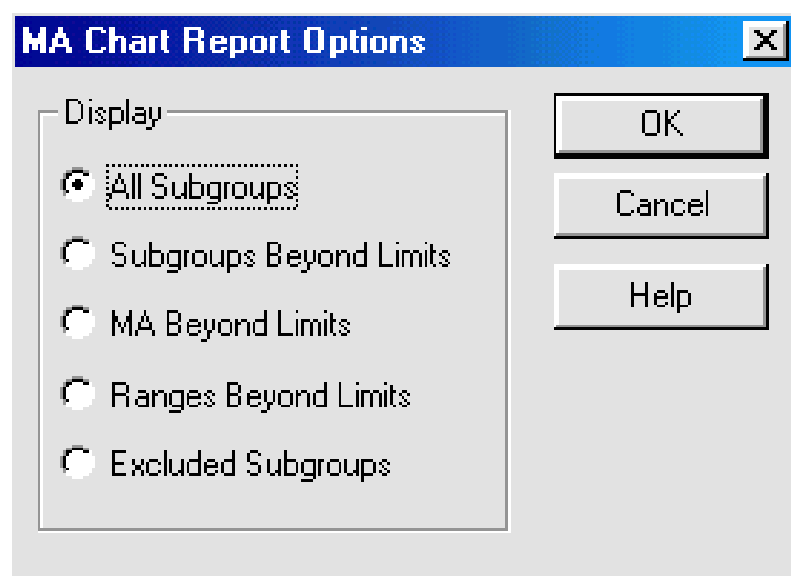 MA Chart Report Options
Display
All Subgroups
Subgroups Beyond Limits
MA Beyond Limits
Ranges Beyond Limits
Excluded Subgroups
OK
Cancel
Help